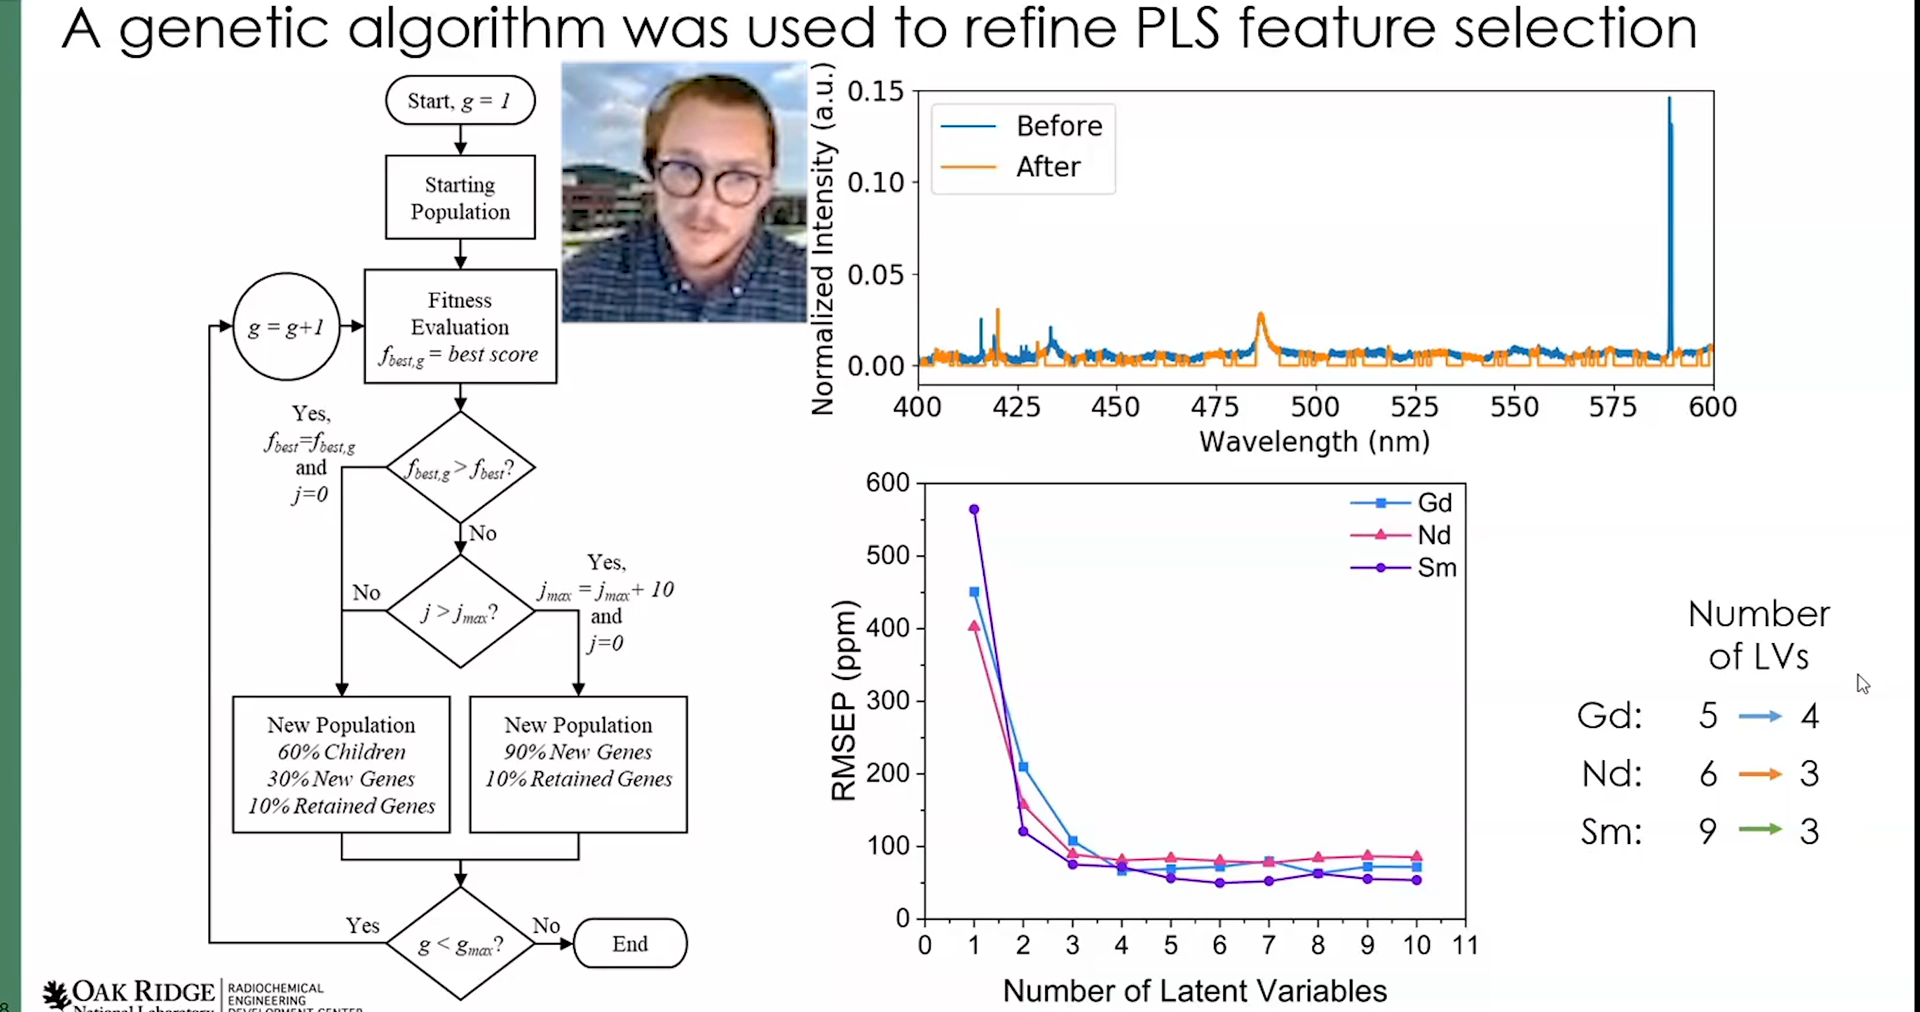 A genetic algorithm was used to refine PLS feature selection
Start, g = 1
Starting
Population
Fitness
Evaluation
f_best,g = best score
g = g+1
Yes,
f_best=f_best,g
and
j=0
f_best,g > f_best?
No
j > j_max?
No
Yes,
j_max = j_max + 10
and
j=0
New Population
60% Children
30% New Genes
10% Retained Genes
New Population
90% New Genes
10% Retained Genes
g < g_max?
Yes
No
End
Normalized Intensity (a.u.)
0.15
0.10
0.05
0.00
Before
After
400 425 450 475 500 525 550 575 600
Wavelength (nm)
RMSEP (ppm)
600
500
400
300
200
100
0
Gd
Nd
Sm
0 1 2 3 4 5 6 7 8 9 10 11
Number of Latent Variables
Number
of LVs
Gd: 5 → 4
Nd: 6 → 3
Sm: 9 → 3
OAK RIDGE
National Laboratory
RADIOCHEMICAL
ENGINEERING
DEVELOPMENT CENTER